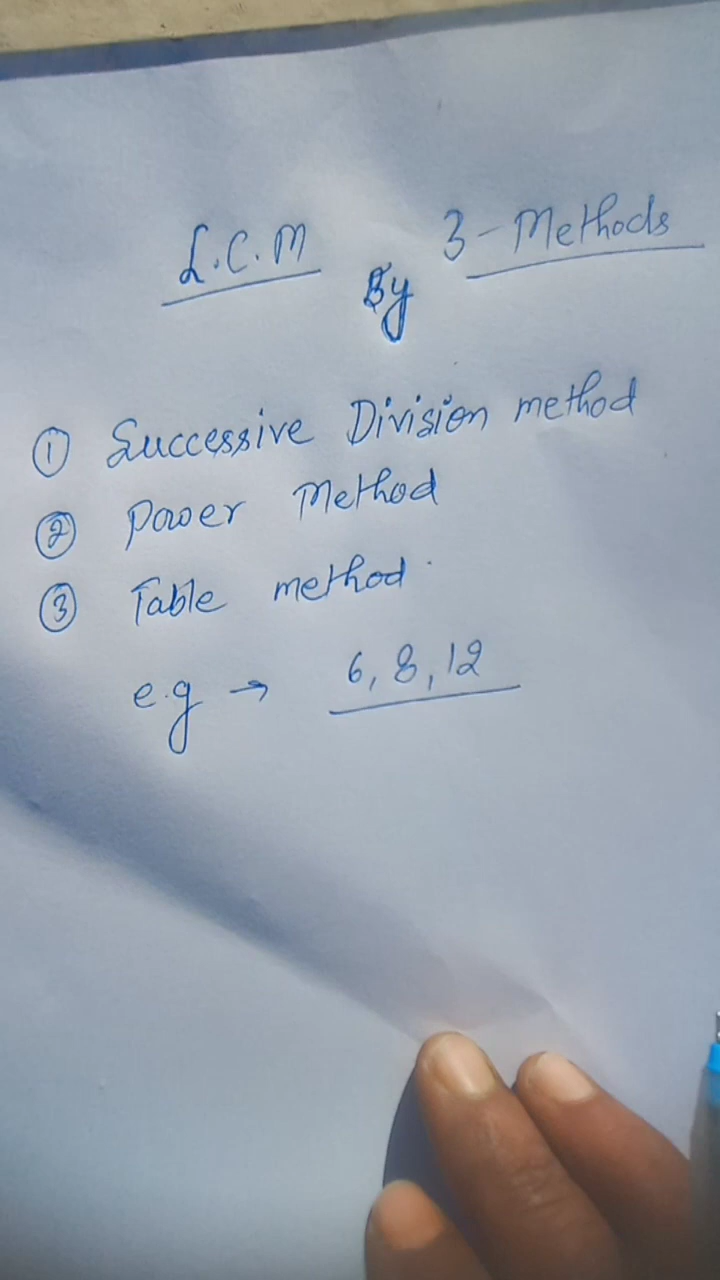 L.C.M By 3-Methods
① Successive Division method
② Power Method
③ Table method.
e.g → 6, 8, 12